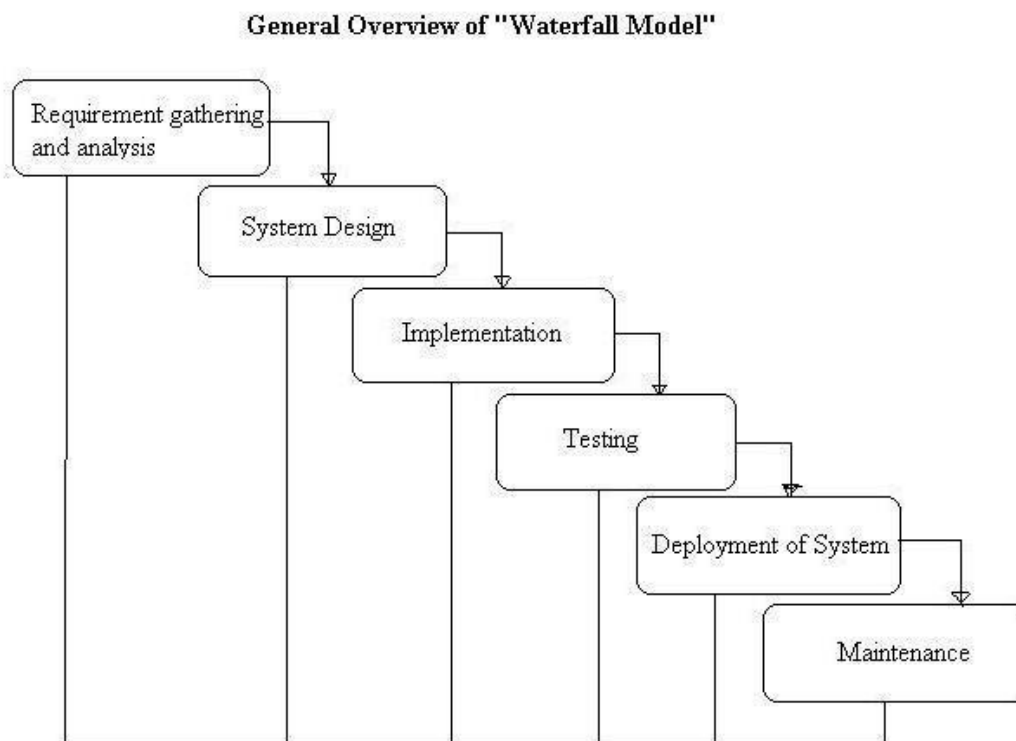 General Overview of "Waterfall Model"
Requirement gathering
and analysis
System Design
Implementation
Testing
Deployment of System
Maintenance